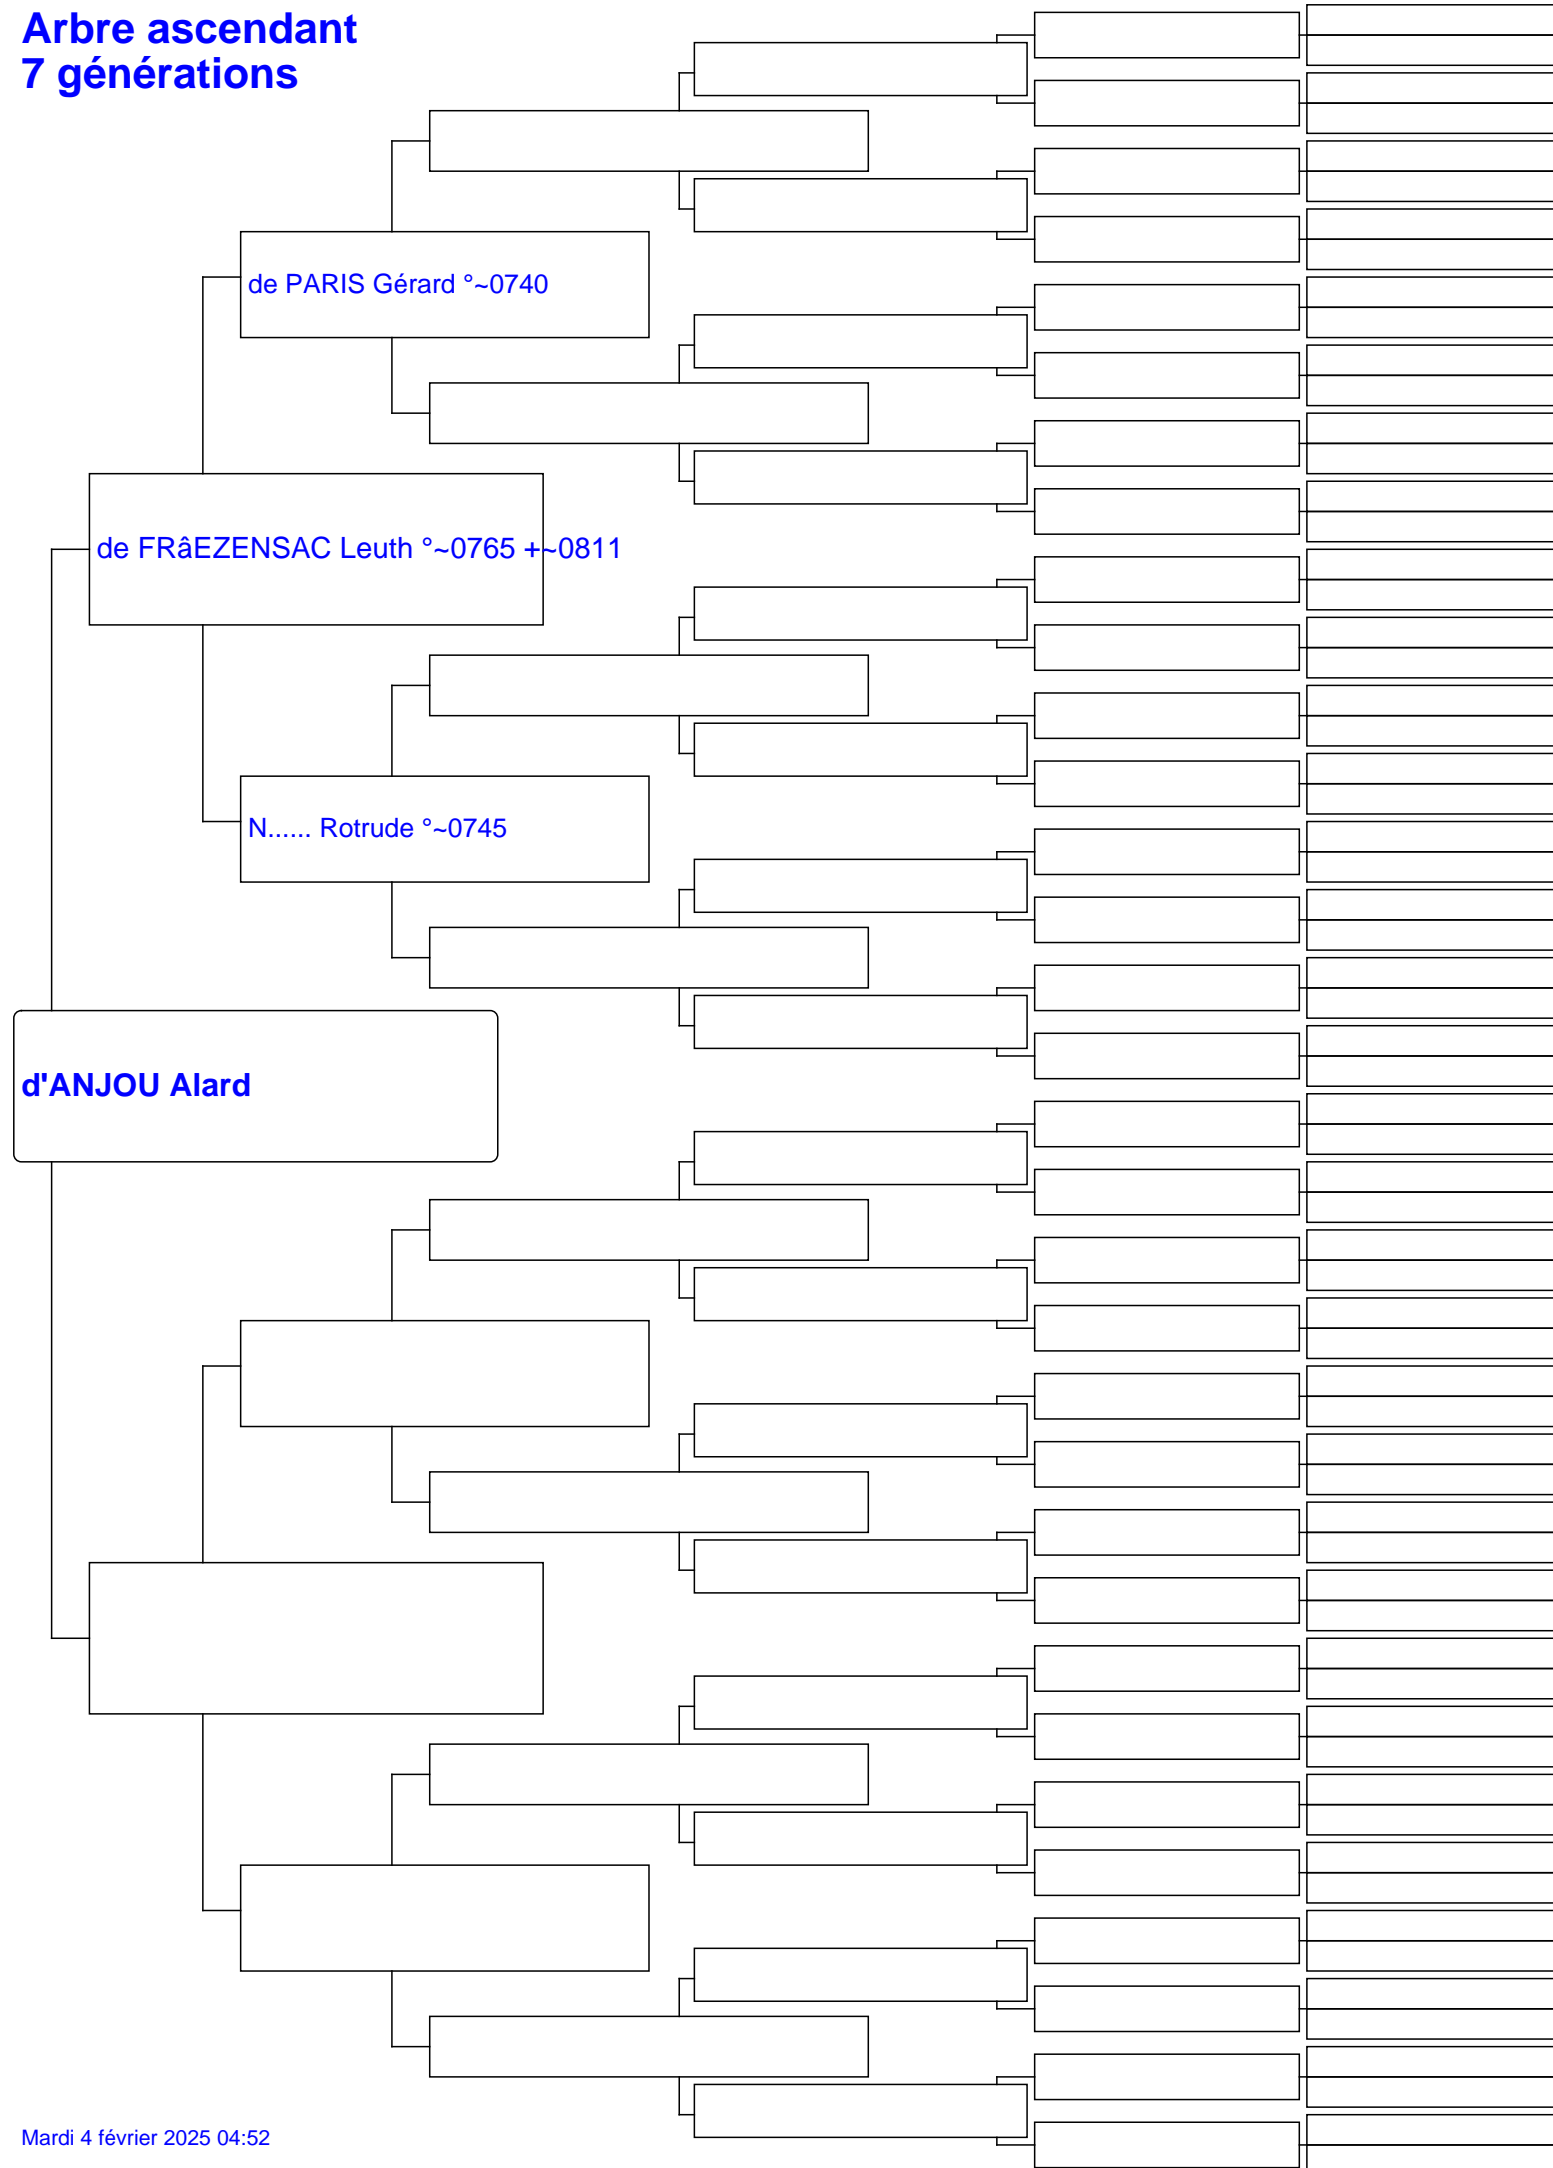 Arbre ascendant
7 générations
de PARIS Gérard °~0740
de FRâEZENSAC Leuth °~0765 +~0811
N...... Rotrude °~0745
d'ANJOU Alard
Mardi 4 février 2025 04:52